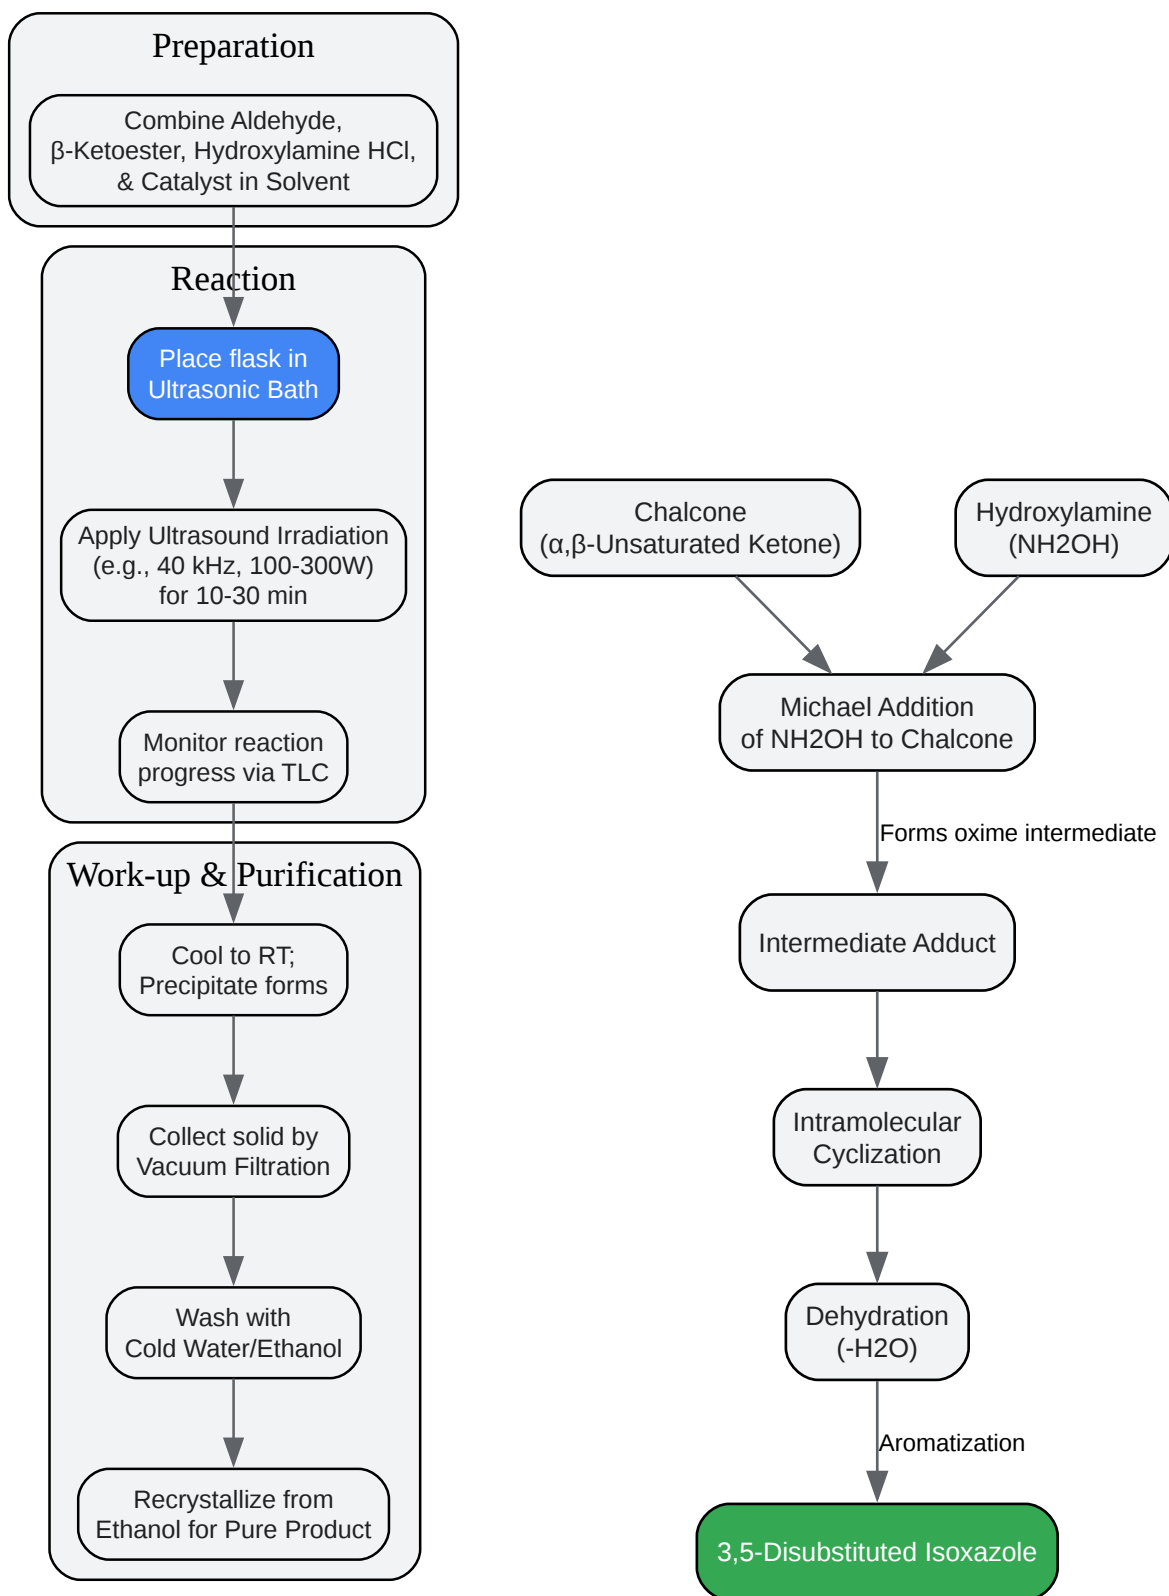 Preparation
Combine Aldehyde,
β-Ketoester, Hydroxylamine HCl,
& Catalyst in Solvent
Reaction
Place flask in
Ultrasonic Bath
Apply Ultrasound Irradiation
(e.g., 40 kHz, 100-300W)
for 10-30 min
Monitor reaction
progress via TLC
Work-up & Purification
Cool to RT;
Precipitate forms
Collect solid by
Vacuum Filtration
Wash with
Cold Water/Ethanol
Recrystallize from
Ethanol for Pure Product
Chalcone
(α,β-Unsaturated Ketone)
Hydroxylamine
(NH2OH)
Michael Addition
of NH2OH to Chalcone
Forms oxime intermediate
Intermediate Adduct
Intramolecular
Cyclization
Dehydration
(-H2O)
Aromatization
3,5-Disubstituted Isoxazole